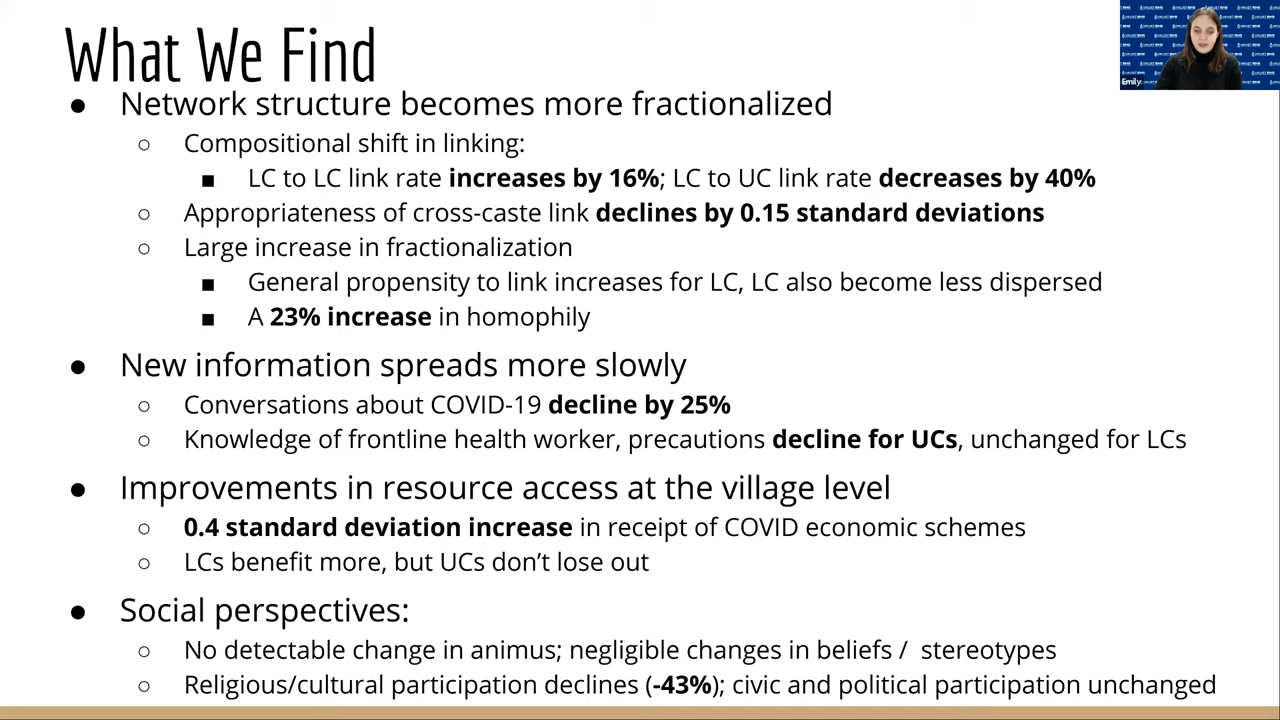 What We Find
● Network structure becomes more fractionalized
○ Compositional shift in linking:
■ LC to LC link rate increases by 16%; LC to UC link rate decreases by 40%
○ Appropriateness of cross-caste link declines by 0.15 standard deviations
○ Large increase in fractionalization
■ General propensity to link increases for LC, LC also become less dispersed
■ A 23% increase in homophily
● New information spreads more slowly
○ Conversations about COVID-19 decline by 25%
○ Knowledge of frontline health worker, precautions decline for UCs, unchanged for LCs
● Improvements in resource access at the village level
○ 0.4 standard deviation increase in receipt of COVID economic schemes
○ LCs benefit more, but UCs don’t lose out
● Social perspectives:
○ No detectable change in animus; negligible changes in beliefs / stereotypes
○ Religious/cultural participation declines (-43%); civic and political participation unchanged
Emily